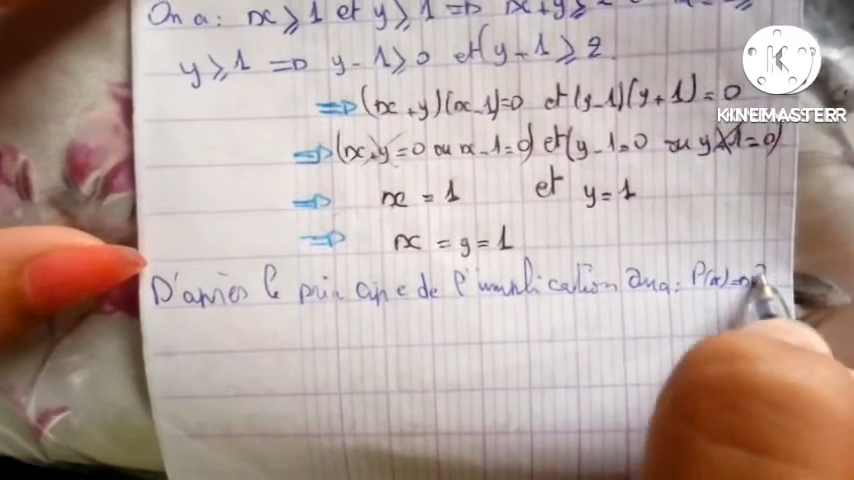 On a : x ⩾ 1 et y ⩾ 1 => x+y ⩾
y ⩾ 1 => y - 1 ⩾ 0 et (y + 1 ⩾ 2
=> (x + y)(x - 1)=0 et (y-1)(y + 1) = 0
=> (x+y = 0 ou x - 1 = 0) et (y - 1 = 0 ou y+1 = 0)
=> x = 1 et y = 1
=> x = y = 1
D'après le principe de l'implication on a : P(x)=
K
KINEMASTER